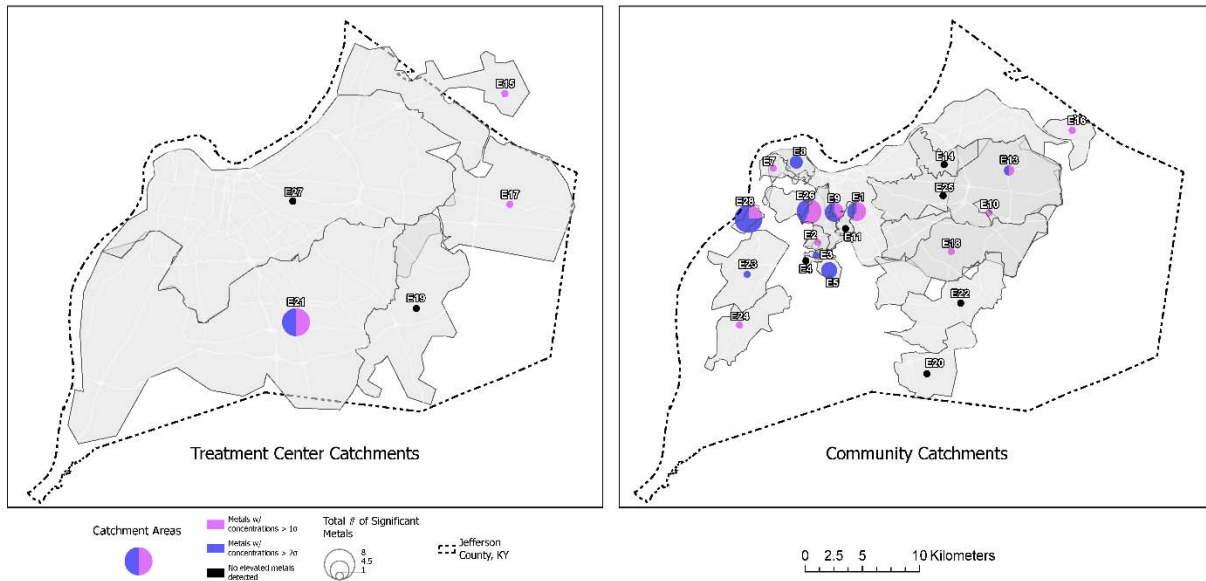 E15
E17
E27
E19
E21
Treatment Center Catchments
E16
E14
E13
E8
E7
E25
E10
E28
E26
E9
E1
E2
E11
E18
E3
E4
E5
E23
E22
E24
E20
Community Catchments
Catchment Areas
Metals w/
concentrations > 1σ
Metals w/
concentrations > 2σ
No elevated metals
detected
Total # of Significant
Metals
8
4.5
1
Jefferson
County, KY
0 2.5 5 10 Kilometers